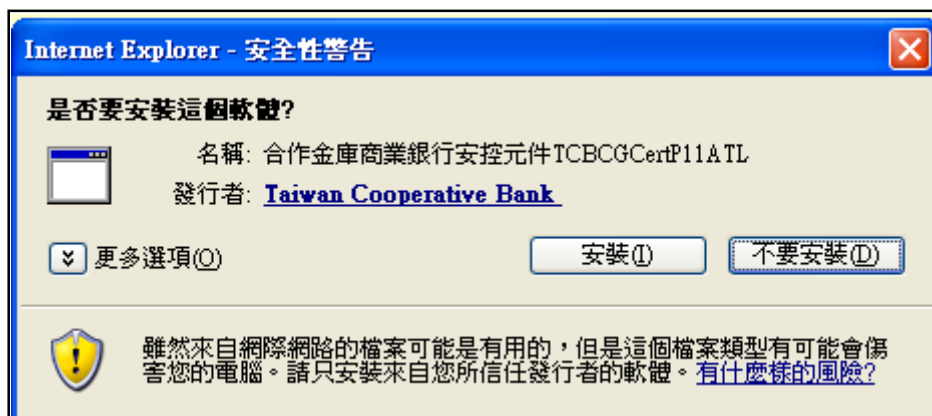 Internet Explorer - 安全性警告
是否要安裝這個軟體?
名稱: 合作金庫商業銀行安控元件TCBCGCertP11ATL
發行者: Taiwan Cooperative Bank
更多選項(O)
安裝(I)
不要安裝(D)
雖然來自網際網路的檔案可能是有用的，但是這個檔案類型有可能會傷
害您的電腦。請只安裝來自您所信任發行者的軟體。有什麼樣的風險?